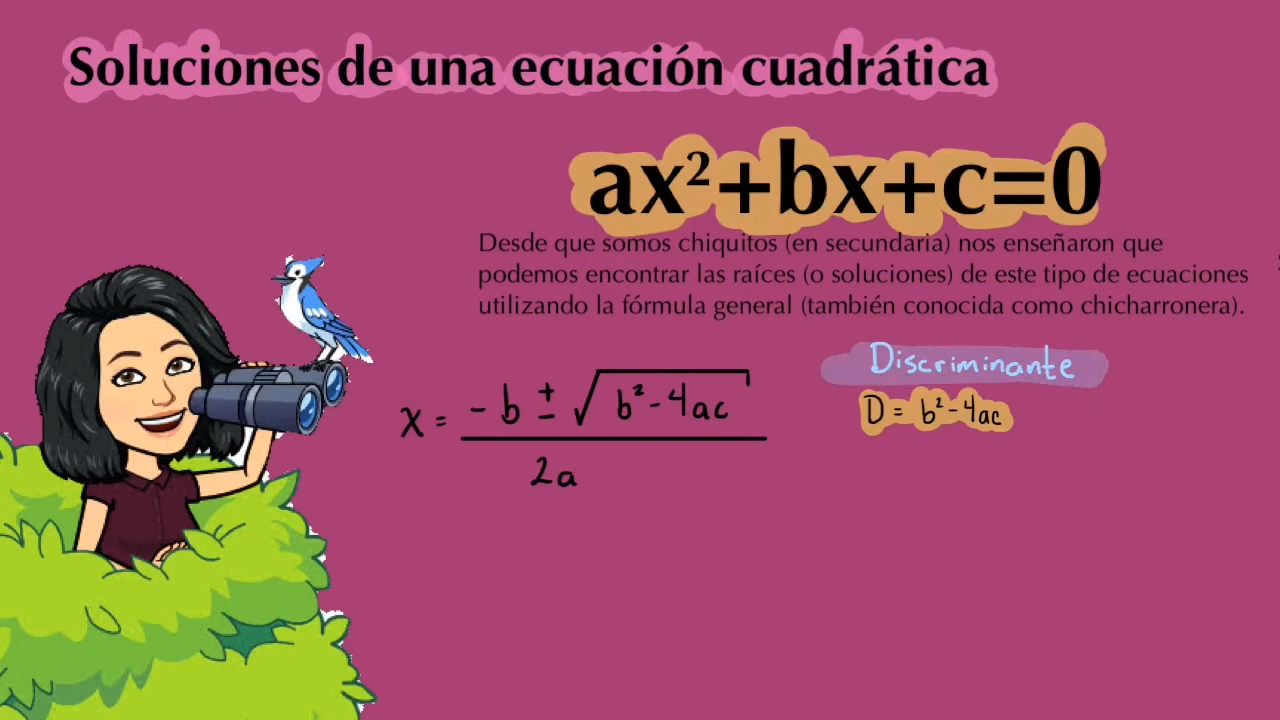 Soluciones de una ecuación cuadrática
ax²+bx+c=0
Desde que somos chiquitos (en secundaria) nos enseñaron que
podemos encontrar las raíces (o soluciones) de este tipo de ecuaciones
utilizando la fórmula general (también conocida como chicharronera).
Discriminante
D = b²-4ac
x = -b ± √b²-4ac
2a